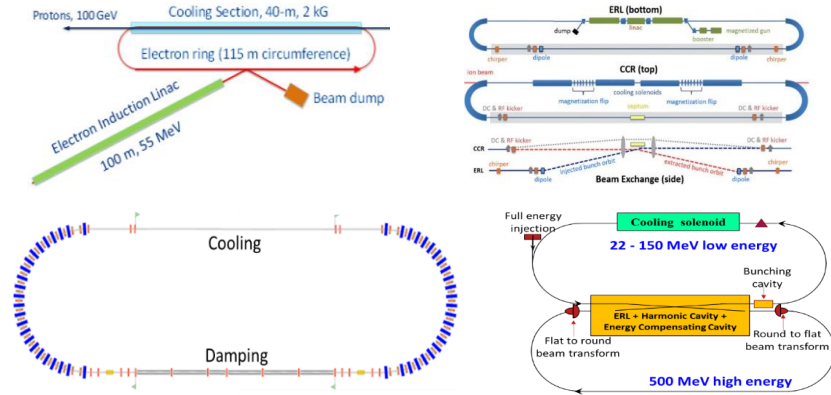 Protons, 100 GeV
Cooling Section, 40-m, 2 kG
Electron ring (115 m circumference)
Beam dump
Electron Induction Linac
100 m, 55 MeV
ERL (bottom)
dump
linac
magnetized gun
booster
chirper
dipole
dipole
chirper
CCR (top)
ion beam
cooling solenoids
magnetization flip
magnetization flip
DC & RF kicker
septum
DC & RF kicker
DC & RF kicker
DC & RF kicker
CCR
ERL
chirper
injected bunch orbit
extracted bunch orbit
chirper
dipole
dipole
Beam Exchange (side)
Cooling
Damping
Full energy
injection
Cooling solenoid
22 - 150 MeV low energy
Bunching
cavity
ERL + Harmonic Cavity +
Energy Compensating Cavity
Flat to round
beam transform
Round to flat
beam transform
500 MeV high energy